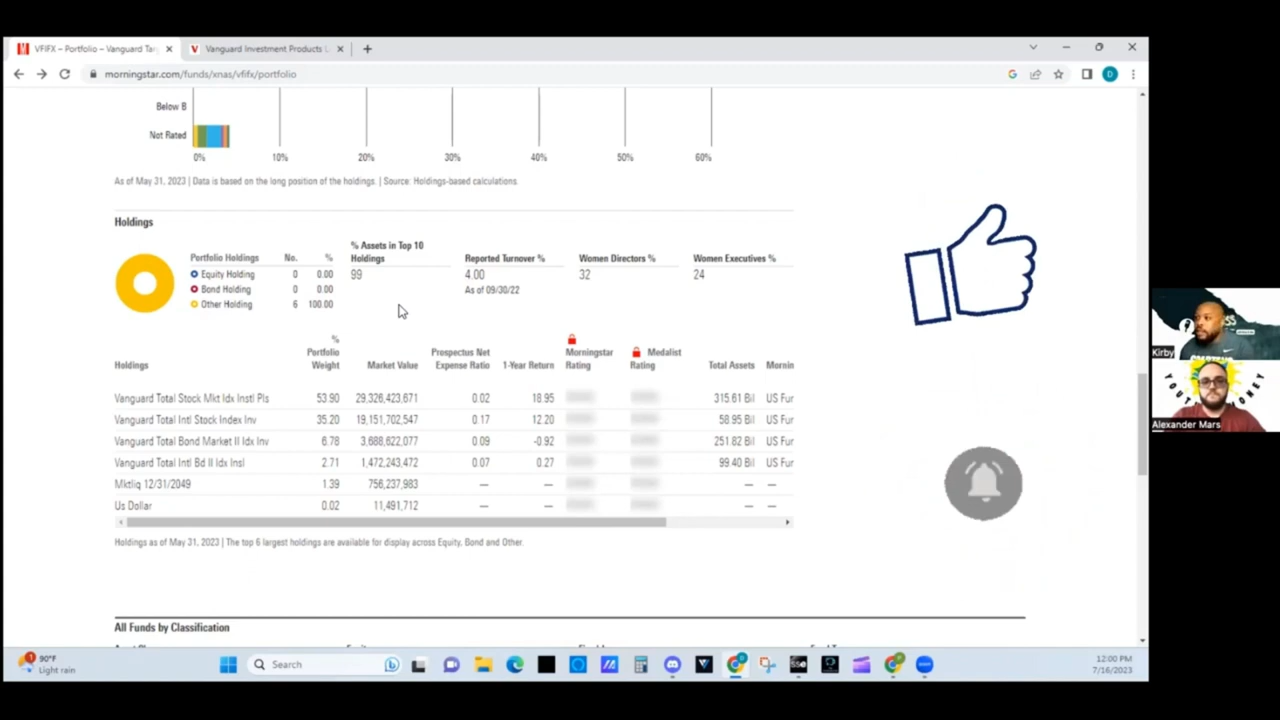 VFIFX – Portfolio – Vanguard Tar
Vanguard Investment Products L
morningstar.com/funds/xnas/vfifx/portfolio
Below B
Not Rated
0% 10% 20% 30% 40% 50% 60%
As of May 31, 2023 | Data is based on the long position of the holdings. | Source: Holdings-based calculations.
Holdings
Portfolio Holdings No. %
Equity Holding 0 0.00
Bond Holding 0 0.00
Other Holding 6 100.00
% Assets in Top 10 Holdings
99
Reported Turnover %
4.00
As of 09/30/22
Women Directors %
32
Women Executives %
24
Holdings % Portfolio Weight Market Value Prospectus Net Expense Ratio 1-Year Return Morningstar Rating Medalist Rating Total Assets Mornin
Vanguard Total Stock Mkt Idx Instl Pls 53.90 29,326,423,671 0.02 18.95 315.61 Bil US Fur
Vanguard Total Intl Stock Index Inv 35.20 19,151,702,547 0.17 12.20 58.95 Bil US Fur
Vanguard Total Bond Market II Idx Inv 6.78 3,688,622,077 0.09 -0.92 251.82 Bil US Fur
Vanguard Total Intl Bd II Idx Insl 2.71 1,472,243,472 0.07 0.27 99.40 Bil US Fur
Mktliq 12/31/2049 1.39 756,237,983 — — — —
Us Dollar 0.02 11,491,712 — — — —
Holdings as of May 31, 2023 | The top 6 largest holdings are available for display across Equity, Bond and Other.
All Funds by Classification
90°F
Light rain
Search
12:00 PM
7/16/2023
Kirby
Alexander Mars